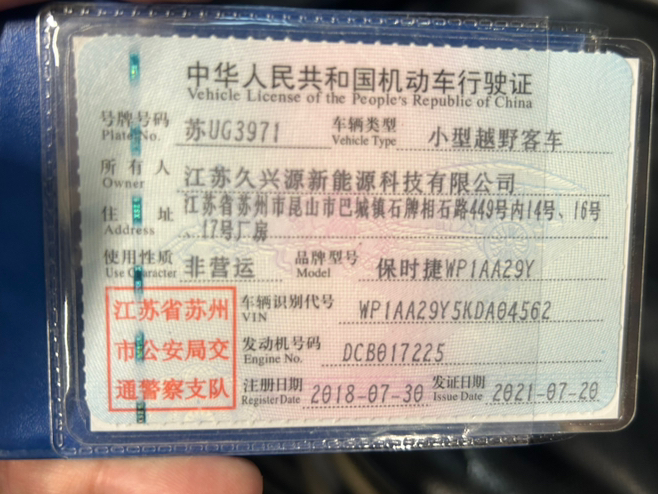 中华人民共和国机动车行驶证
Vehicle License of the People's Republic of China
号牌号码 苏UG3971 车辆类型 小型越野客车
Plate No. Vehicle Type
所有人 江苏久兴源新能源科技有限公司
Owner
住址 江苏省苏州市昆山市巴城镇石牌相石路449号内14号、16号
Address 、17号厂房
使用性质 非营运 品牌型号 保时捷WP1AA29Y
Use Character Model
江苏省苏州 车辆识别代号 WP1AA29Y5KDA04562
VIN
市公安局交 发动机号码 DCB017225
Engine No.
通警察支队 注册日期 2018-07-30 发证日期 2021-07-20
Register Date Issue Date